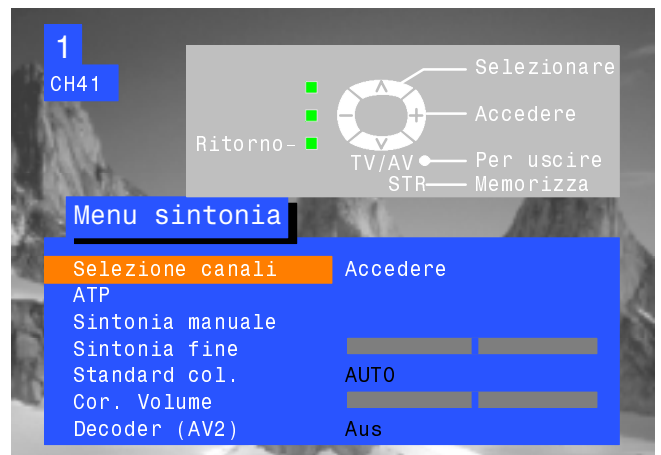 1
CH41
Selezionare
Accedere
Ritorno
TV/AV Per uscire
STR Memorizza
Menu sintonia
Selezione canali Accedere
ATP
Sintonia manuale
Sintonia fine
Standard col. AUTO
Cor. Volume
Decoder (AV2) Aus